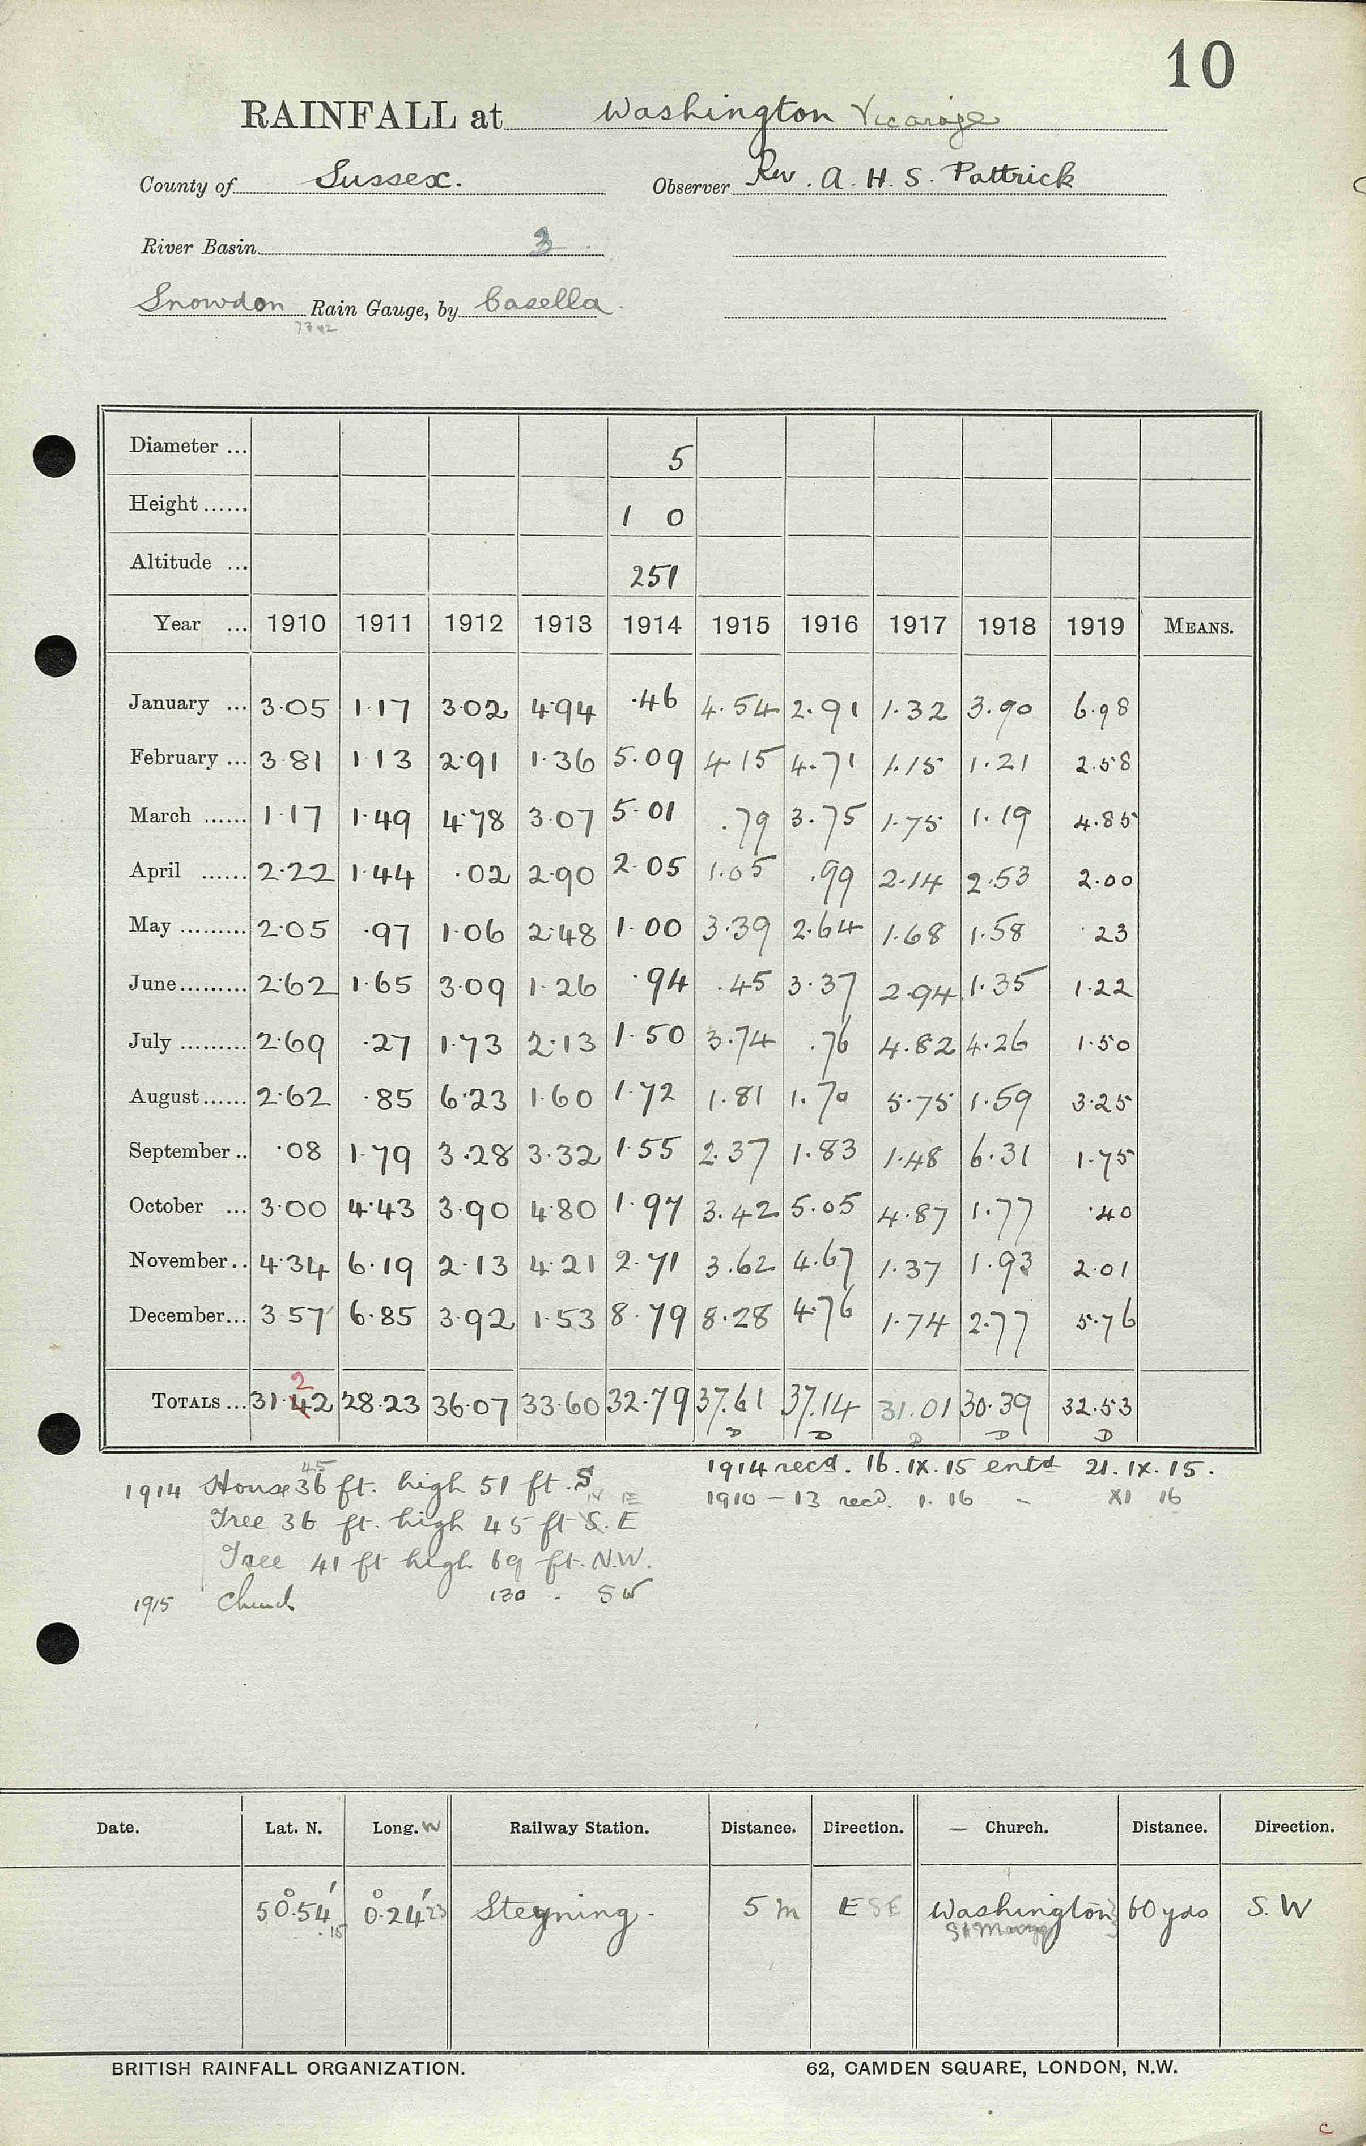 10
RAINFALL at Washington Vicarage
County of Sussex. Observer Rev. A. H. S. Pattrick
River Basin 3
Snowdon Rain Gauge, by Casella
Diameter ... 5
Height ...... 1 0
Altitude ... 251
Year ... 1910 1911 1912 1913 1914 1915 1916 1917 1918 1919 MEANS.
January ... 3·05 1·17 3·02 4·94 ·46 4.54 2.91 1.32 3.90 6.98
February ... 3·81 1·13 2·91 1·36 5·09 4·15 4.71 1.15 1.21 2.58
March ...... 1·17 1·49 4·78 3·07 5·01 .79 3.75 1.75 1.19 4.85
April ...... 2·22 1·44 ·02 2·90 2·05 1.05 .99 2.14 2.53 2.00
May ......... 2·05 ·97 1·06 2·48 1·00 3.39 2.64 1.68 1.58 ·23
June ......... 2·62 1·65 3·09 1·26 ·94 .45 3.37 2.94 1.35 1.22
July ......... 2·69 ·27 1·73 2·13 1·50 3.74 .76 4.82 4.26 1.50
August ...... 2·62 ·85 6·23 1·60 1·72 1.81 1.70 5.75 1.59 3.25
September .. ·08 1·79 3·28 3·32 1·55 2.37 1.83 1.48 6.31 1.75
October ... 3·00 4·43 3·90 4·80 1·97 3.42 5.05 4.87 1.77 ·40
November .. 4·34 6·19 2·13 4·21 2·71 3.62 4.67 1.37 1.93 2.01
December ... 3·57 6·85 3·92 1·53 8·79 8.28 4.76 1.74 2.77 5.76
2
TOTALS ... 31·42 28·23 36·07 33·60 32·79 37.61 37.14 31.01 30.39 32.53
D D D D D
1914 House 36 ft. high 51 ft. S 1914 recd. 16.IX.15 entd 21.IX.15.
45
1910 – 13 recd. 1. 16 " XI 16
Tree 36 ft. high 45 ft S.E
Tree 41 ft high 69 ft. N.W.
1915 Church 130 . SW
Date. Lat. N. Long. W Railway Station. Distance. Direction. — Church. Distance. Direction.
50°.54′ 0°.24′ 23 Steyning. 5 m E SE Washington 60 yds S.W
.15
BRITISH RAINFALL ORGANIZATION. 62, CAMDEN SQUARE, LONDON, N.W.
c